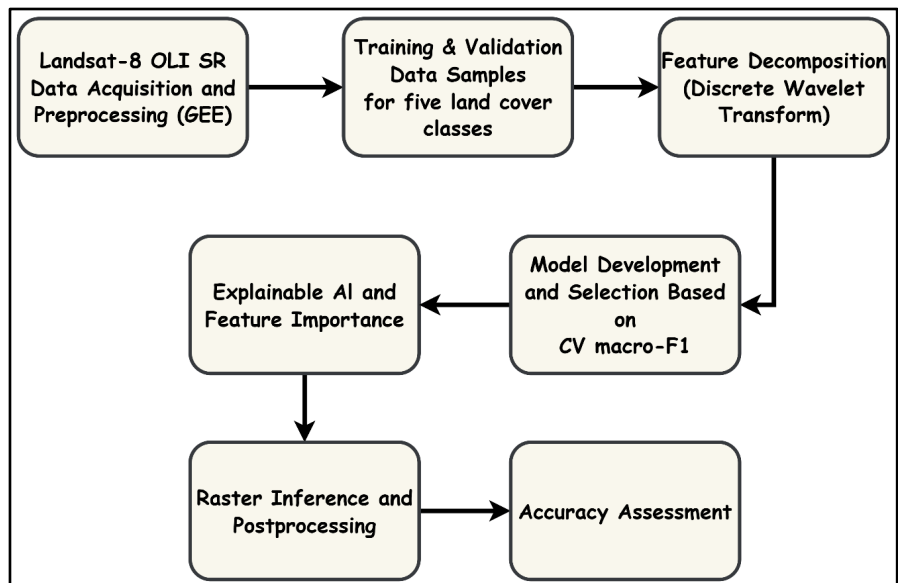 Landsat-8 OLI SR
Data Acquisition and
Preprocessing (GEE)
Training & Validation
Data Samples
for five land cover
classes
Feature Decomposition
(Discrete Wavelet
Transform)
Model Development
and Selection Based
on
CV macro-F1
Explainable AI and
Feature Importance
Raster Inference and
Postprocessing
Accuracy Assessment